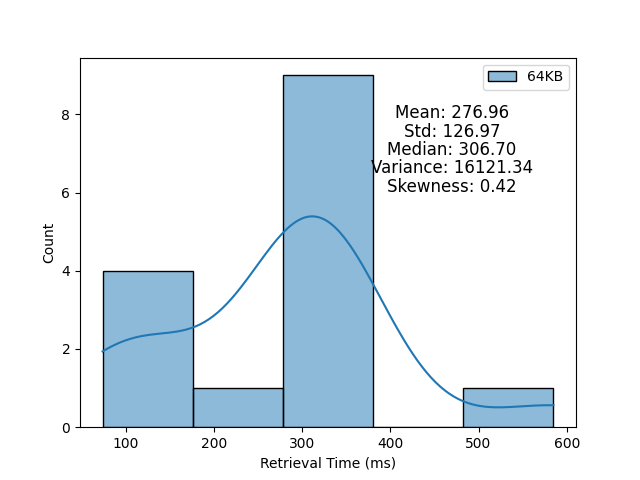 64KB
Mean: 276.96
Std: 126.97
Median: 306.70
Variance: 16121.34
Skewness: 0.42
8
6
4
2
0
Count
100 200 300 400 500 600
Retrieval Time (ms)